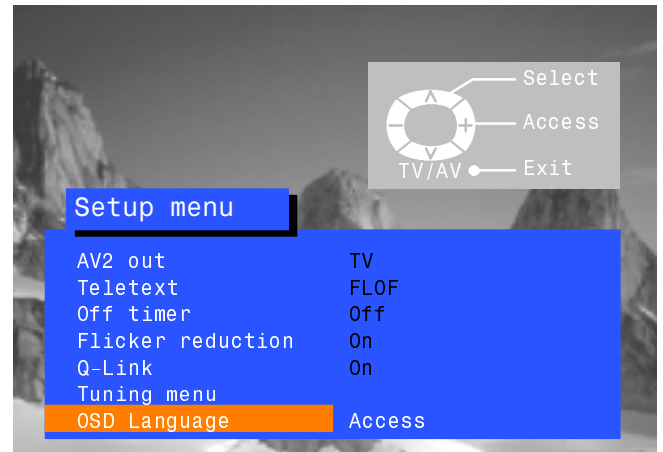 Select
Access
TV/AV Exit
Setup menu
AV2 out TV
Teletext FLOF
Off timer Off
Flicker reduction On
Q-Link On
Tuning menu
OSD Language Access